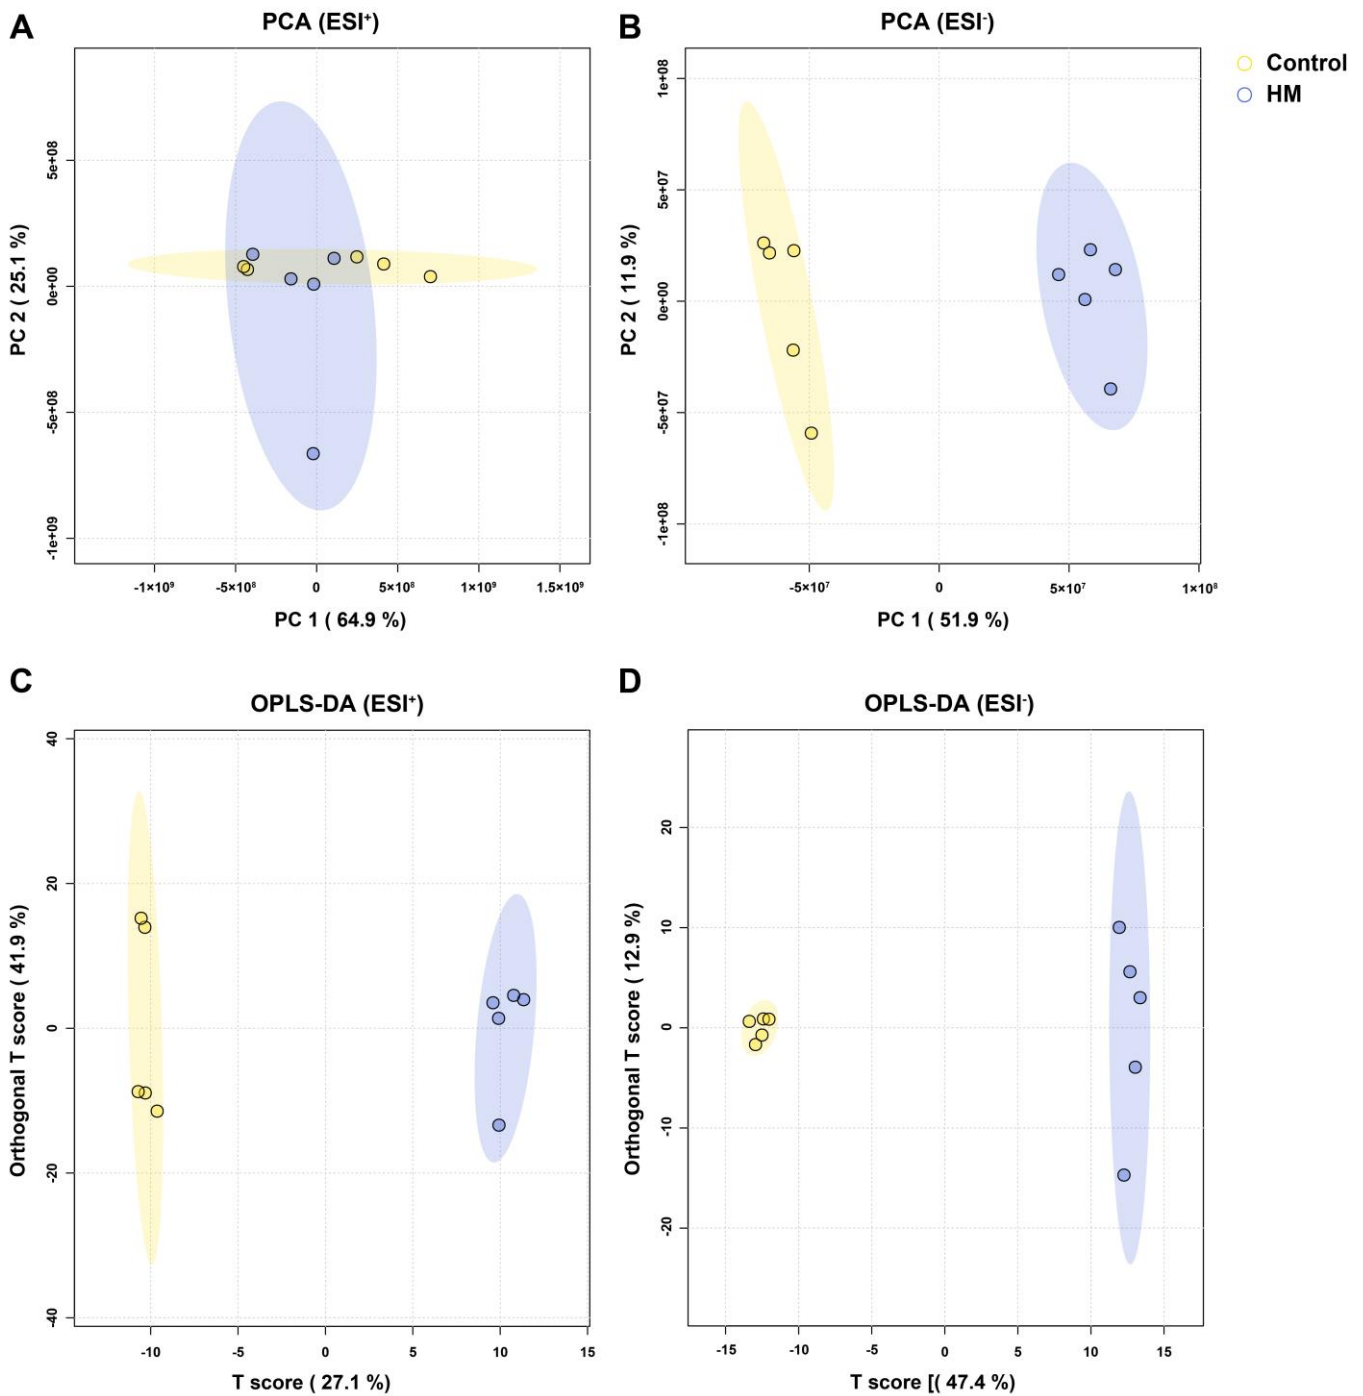 A
PCA (ESI⁺)
5e+08
0e+00
-5e+08
-1e+09
PC 2 ( 25.1 %)
-1×10⁹
-5×10⁸
0
5×10⁸
1×10⁹
1.5×10⁹
PC 1 ( 64.9 %)
B
PCA (ESI⁻)
1e+08
5e+07
0e+00
-5e+07
-1e+08
PC 2 ( 11.9 %)
-5×10⁷
0
5×10⁷
1×10⁸
PC 1 ( 51.9 %)
Control
HM
C
OPLS-DA (ESI⁺)
40
20
0
-20
-40
Orthogonal T score ( 41.9 %)
-10
-5
0
5
10
15
T score ( 27.1 %)
D
OPLS-DA (ESI⁻)
20
10
0
-10
-20
Orthogonal T score ( 12.9 %)
-15
-10
-5
0
5
10
15
T score [( 47.4 %)